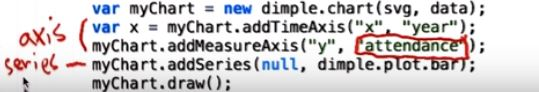 var myChart = new dimple.chart(svg, data);
axis var x = myChart.addTimeAxis("x", "year");
myChart.addMeasureAxis("y", "attendance");
series myChart.addSeries(null, dimple.plot.bar);
myChart.draw();